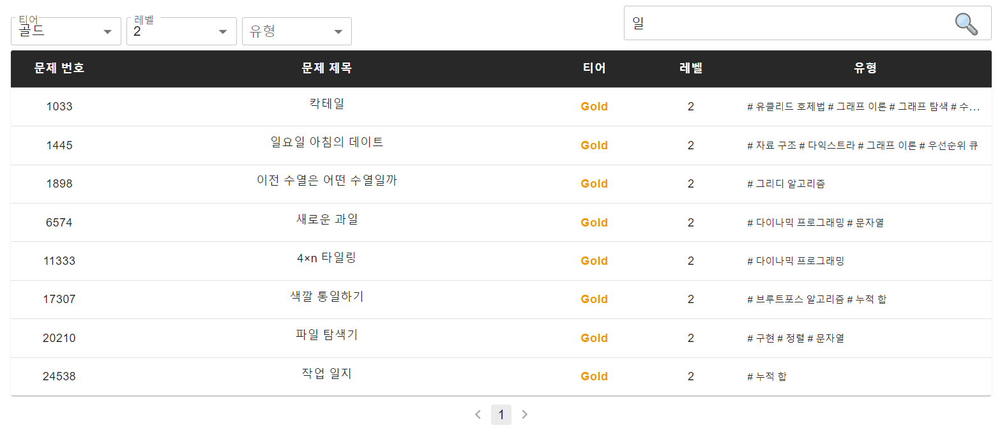 티어 레벨
골드 2 유형 일
문제 번호 문제 제목 티어 레벨 유형
1033 칵테일 Gold 2 # 유클리드 호제법 # 그래프 이론 # 그래프 탐색 # 수...
1445 일요일 아침의 데이트 Gold 2 # 자료 구조 # 다익스트라 # 그래프 이론 # 우선순위 큐
1898 이전 수열은 어떤 수열일까 Gold 2 # 그리디 알고리즘
6574 새로운 과일 Gold 2 # 다이나믹 프로그래밍 # 문자열
11333 4×n 타일링 Gold 2 # 다이나믹 프로그래밍
17307 색깔 통일하기 Gold 2 # 브루트포스 알고리즘 # 누적 합
20210 파일 탐색기 Gold 2 # 구현 # 정렬 # 문자열
24538 작업 일지 Gold 2 # 누적 합
1